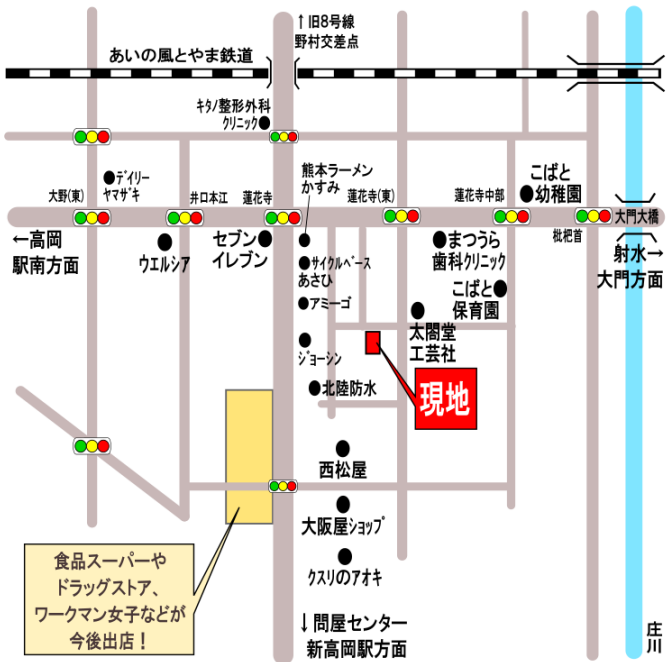 ↑旧8号線
野村交差点
あいの風とやま鉄道
キタノ整形外科
クリニック
デイリー
ヤマザキ
大野(東)
井口本江
蓮花寺
熊本ラーメン
かすみ
蓮花寺(東)
蓮花寺中部
こばと
幼稚園
大門大橋
枇杷首
←高岡
駅南方面
ウエルシア
セブン
イレブン
サイクルベース
あさひ
まつうら
歯科クリニック
射水→
大門方面
こばと
保育園
アミーゴ
太閤堂
工芸社
ジョーシン
北陸防水
現地
西松屋
大阪屋ショップ
クスリのアオキ
食品スーパーや
ドラッグストア、
ワークマン女子などが
今後出店！
↓問屋センター
新高岡駅方面
庄川